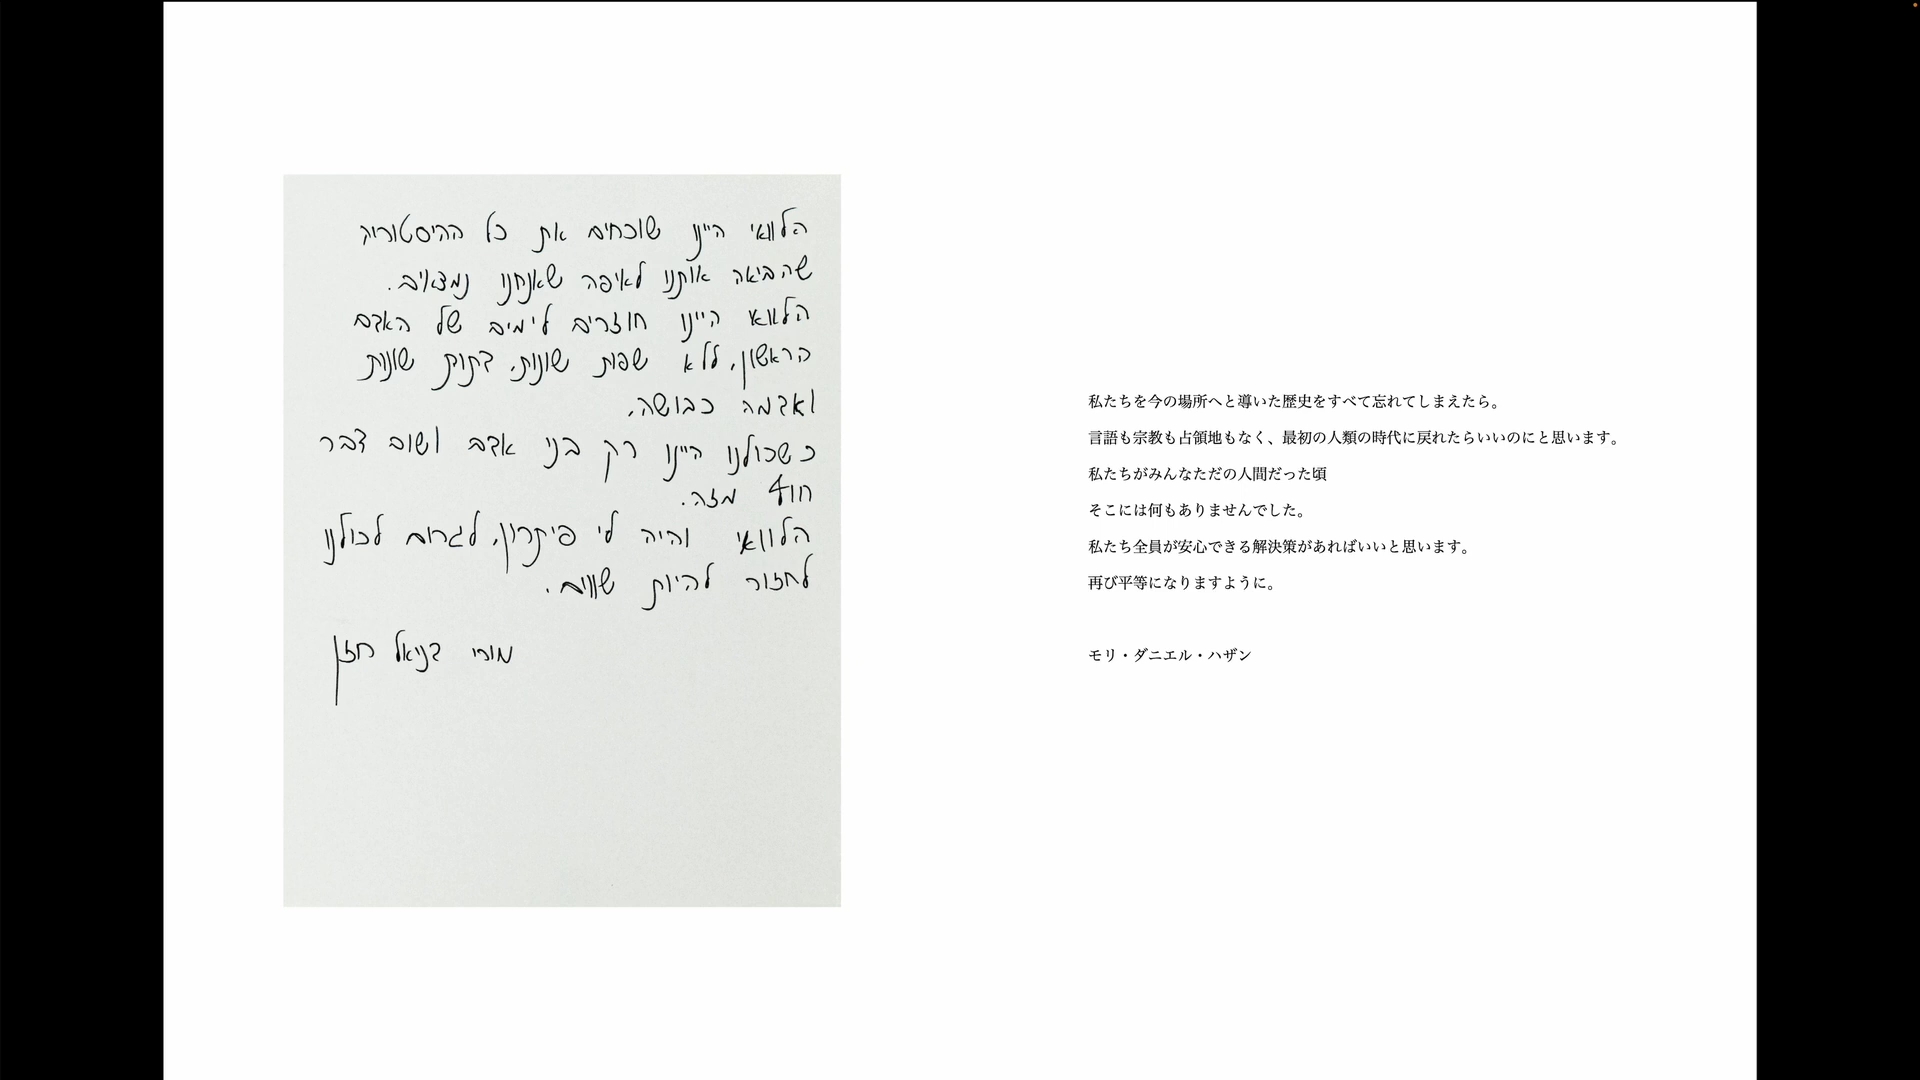 הלוואי היינו שוכחים את כל ההיסטוריה
שהביאה אותנו לאיפה שאנחנו נמצאים.
הלווא היינו חוזרים לימים של האדם
הראשון, ללא שפות שונות, דתות שונות
ואדמה כבושה,
כשכולנו היינו רק בני אדם ושום דבר
חוץ מזה.
הלוואי והיה לי פיתרון, לגרום לכולנו
לחזור להיות שווים.
מורי דניאל חזן
私たちを今の場所へと導いた歴史をすべて忘れてしまえたら。
言語も宗教も占領地もなく、最初の人類の時代に戻れたらいいのにと思います。
私たちがみんなただの人間だった頃
そこには何もありませんでした。
私たち全員が安心できる解決策があればいいと思います。
再び平等になりますように。
モリ・ダニエル・ハザン